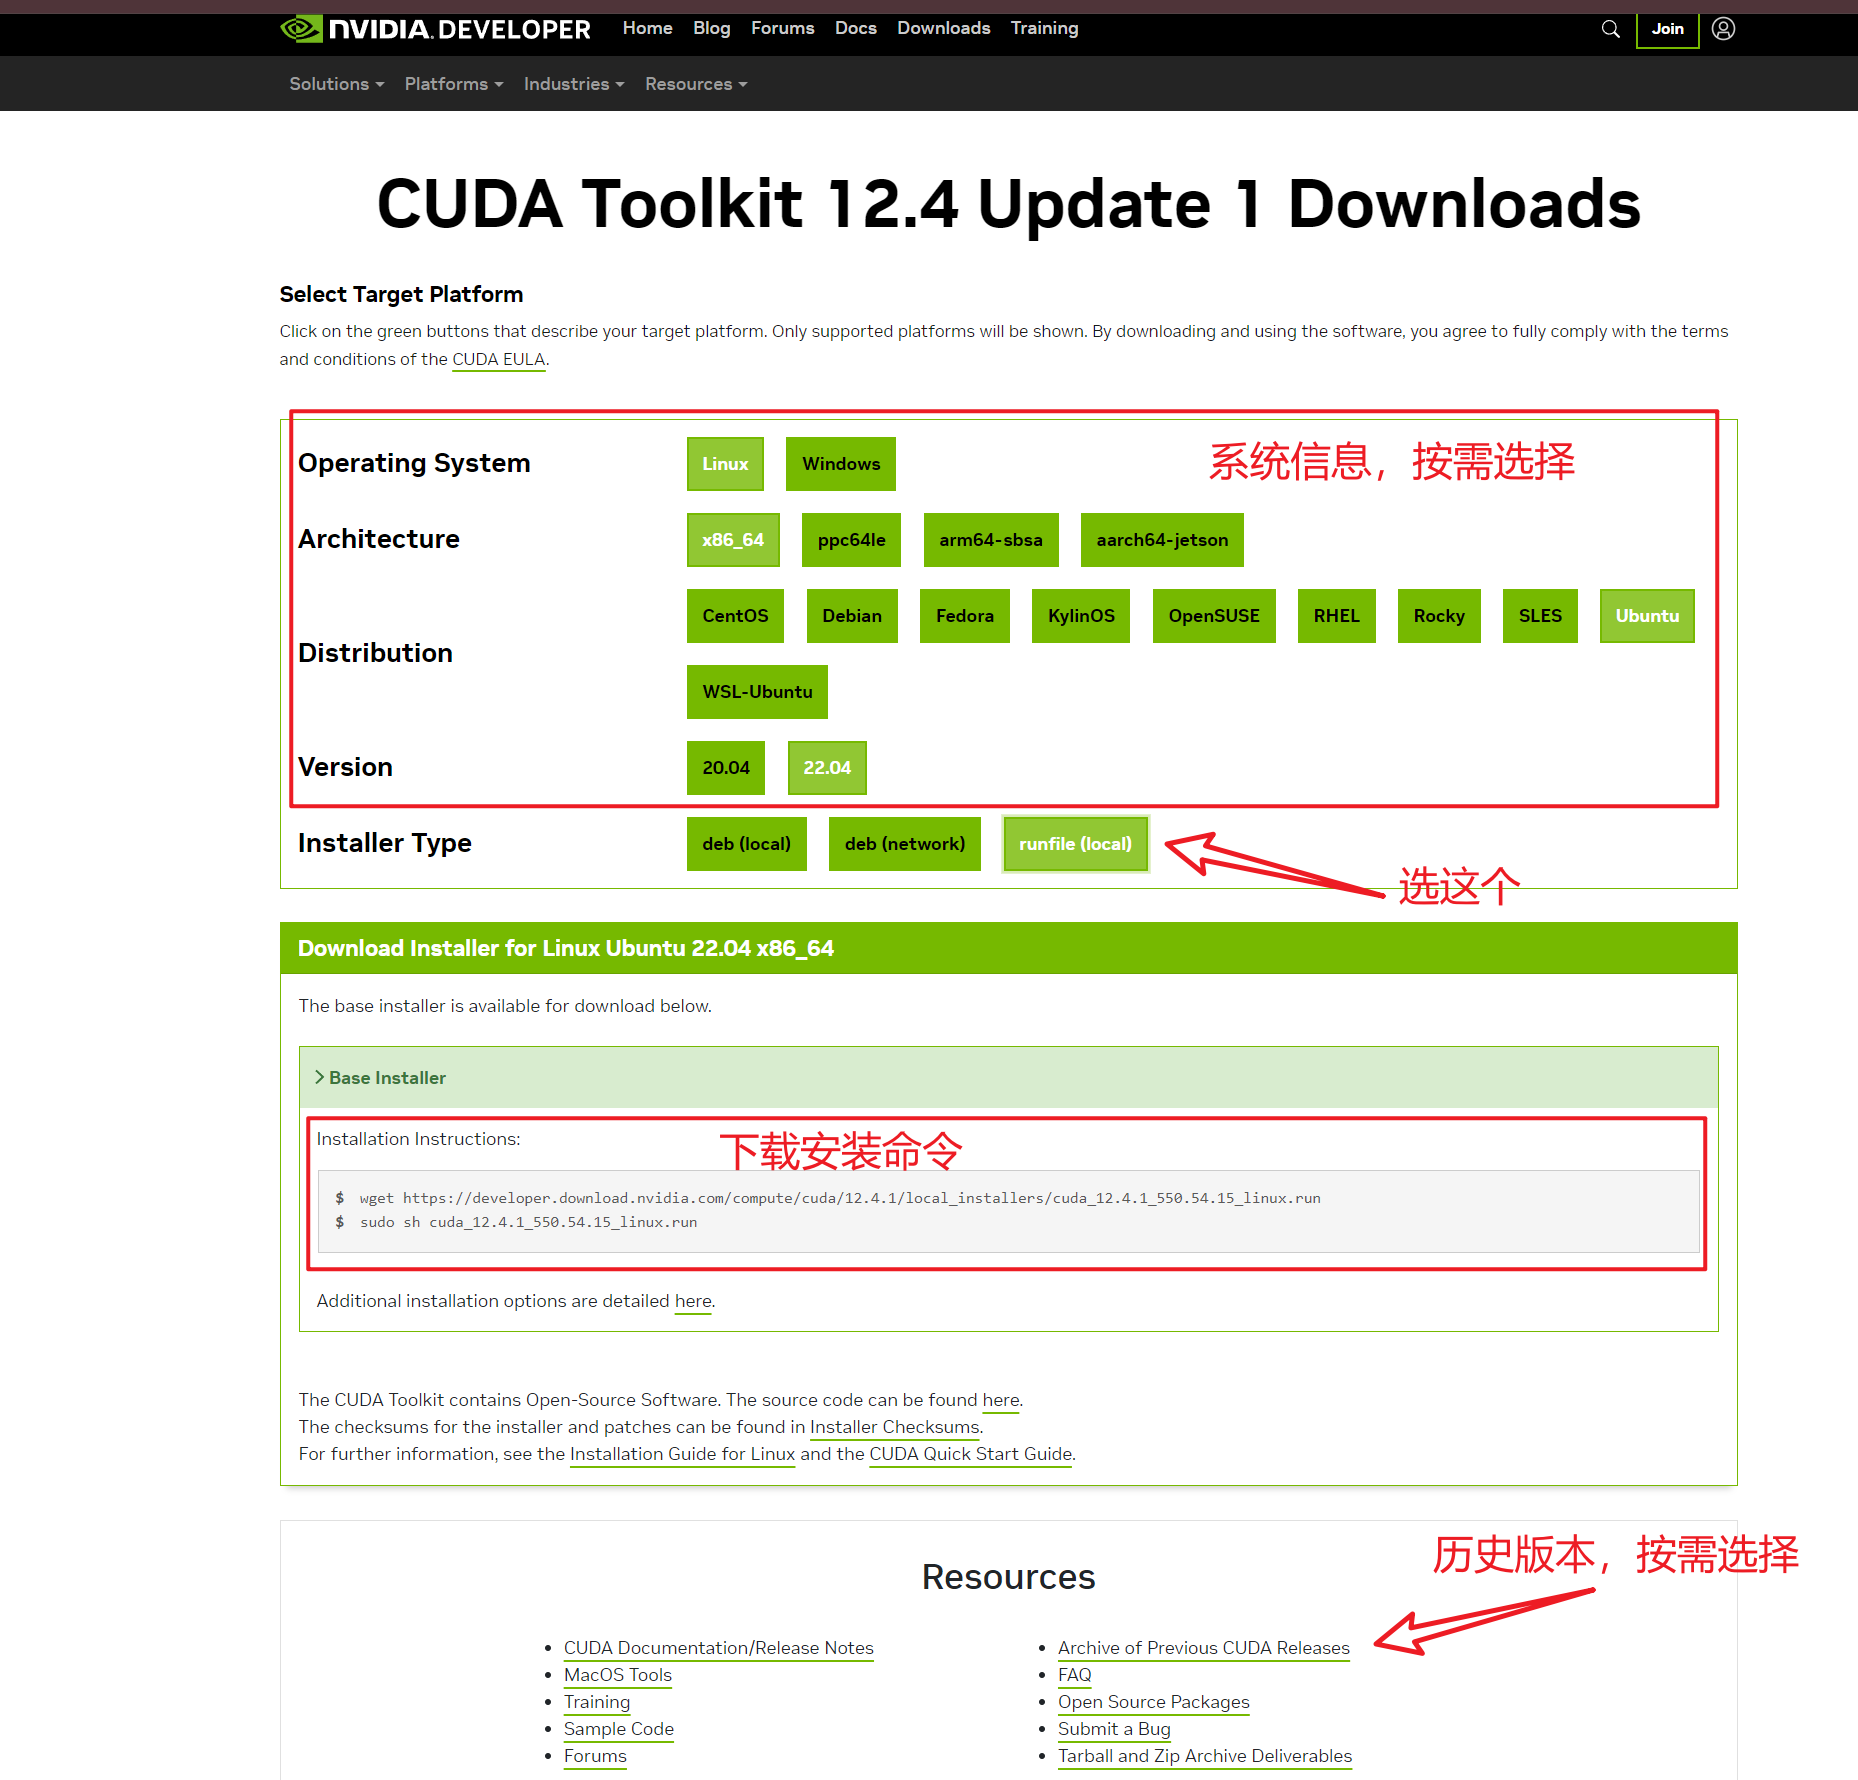 NVIDIA. DEVELOPER Home Blog Forums Docs Downloads Training Join
Solutions Platforms Industries Resources
CUDA Toolkit 12.4 Update 1 Downloads
Select Target Platform
Click on the green buttons that describe your target platform. Only supported platforms will be shown. By downloading and using the software, you agree to fully comply with the terms
and conditions of the CUDA EULA.
系统信息，按需选择
Operating System Linux Windows
Architecture x86_64 ppc64le arm64-sbsa aarch64-jetson
Distribution CentOS Debian Fedora KylinOS OpenSUSE RHEL Rocky SLES Ubuntu
WSL-Ubuntu
Version 20.04 22.04
Installer Type deb (local) deb (network) runfile (local)
选这个
Download Installer for Linux Ubuntu 22.04 x86_64
The base installer is available for download below.
Base Installer
Installation Instructions:
下载安装命令
$ wget https://developer.download.nvidia.com/compute/cuda/12.4.1/local_installers/cuda_12.4.1_550.54.15_linux.run
$ sudo sh cuda_12.4.1_550.54.15_linux.run
Additional installation options are detailed here.
The CUDA Toolkit contains Open-Source Software. The source code can be found here.
The checksums for the installer and patches can be found in Installer Checksums.
For further information, see the Installation Guide for Linux and the CUDA Quick Start Guide.
历史版本，按需选择
Resources
CUDA Documentation/Release Notes
MacOS Tools
Training
Sample Code
Forums
Archive of Previous CUDA Releases
FAQ
Open Source Packages
Submit a Bug
Tarball and Zip Archive Deliverables